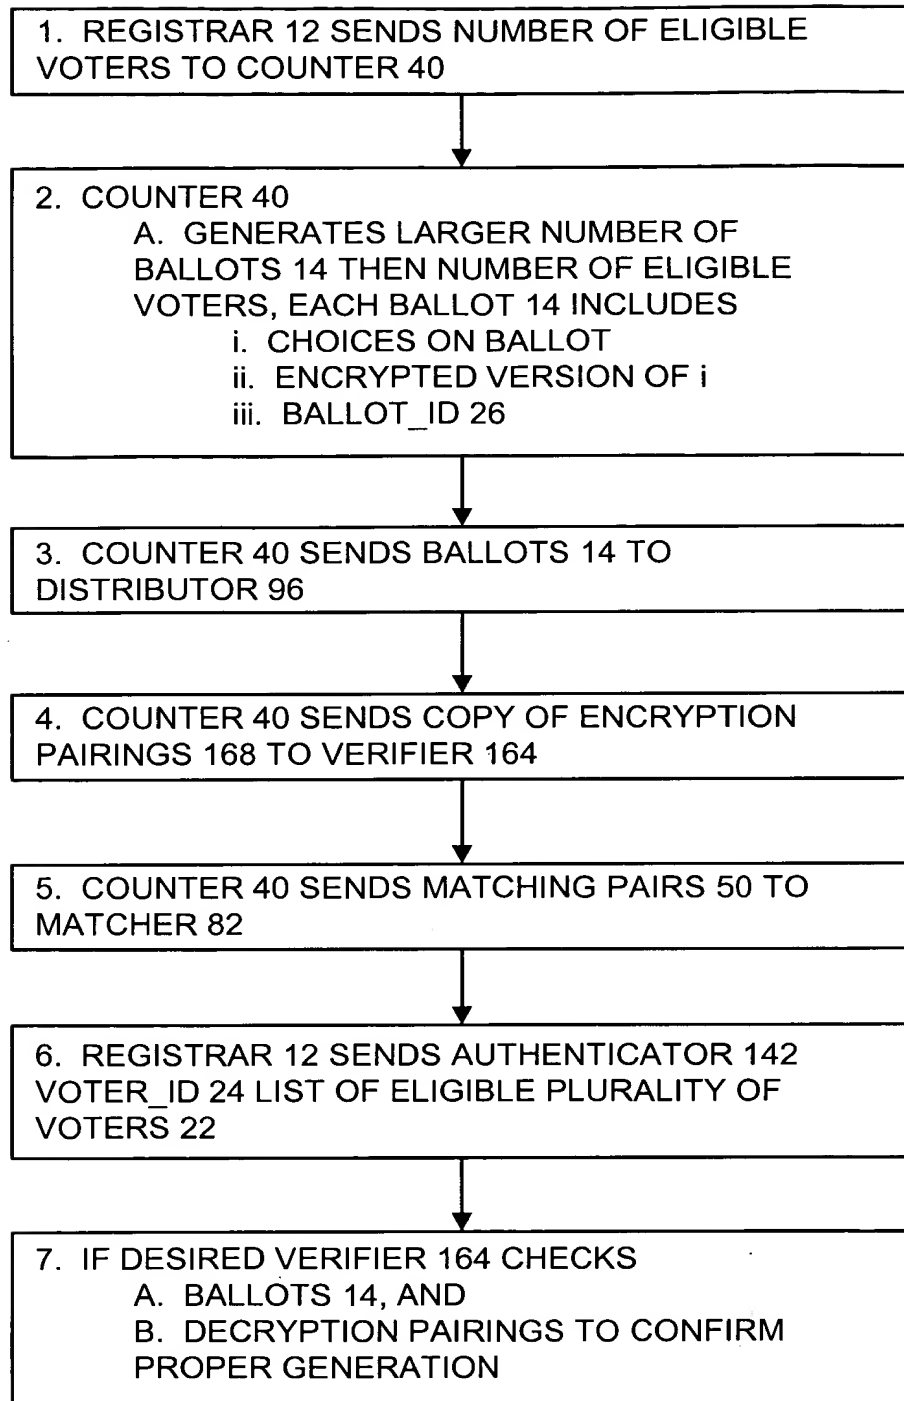 1. REGISTRAR 12 SENDS NUMBER OF ELIGIBLE
VOTERS TO COUNTER 40
2. COUNTER 40
A. GENERATES LARGER NUMBER OF
BALLOTS 14 THEN NUMBER OF ELIGIBLE
VOTERS, EACH BALLOT 14 INCLUDES
i. CHOICES ON BALLOT
ii. ENCRYPTED VERSION OF i
iii. BALLOT_ID 26
3. COUNTER 40 SENDS BALLOTS 14 TO
DISTRIBUTOR 96
4. COUNTER 40 SENDS COPY OF ENCRYPTION
PAIRINGS 168 TO VERIFIER 164
5. COUNTER 40 SENDS MATCHING PAIRS 50 TO
MATCHER 82
6. REGISTRAR 12 SENDS AUTHENTICATOR 142
VOTER_ID 24 LIST OF ELIGIBLE PLURALITY OF
VOTERS 22
7. IF DESIRED VERIFIER 164 CHECKS
A. BALLOTS 14, AND
B. DECRYPTION PAIRINGS TO CONFIRM
PROPER GENERATION